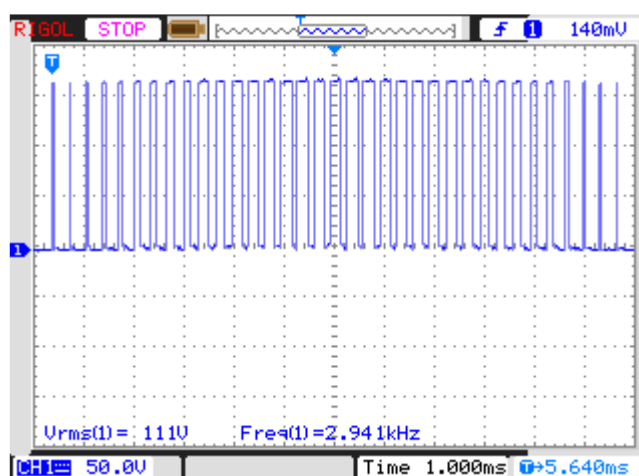 RIGOL STOP T f 1 140mV
T
1
Vrms(1)= 111V Freq(1)=2.941kHz
CH1 50.0V Time 1.000ms T→5.640ms